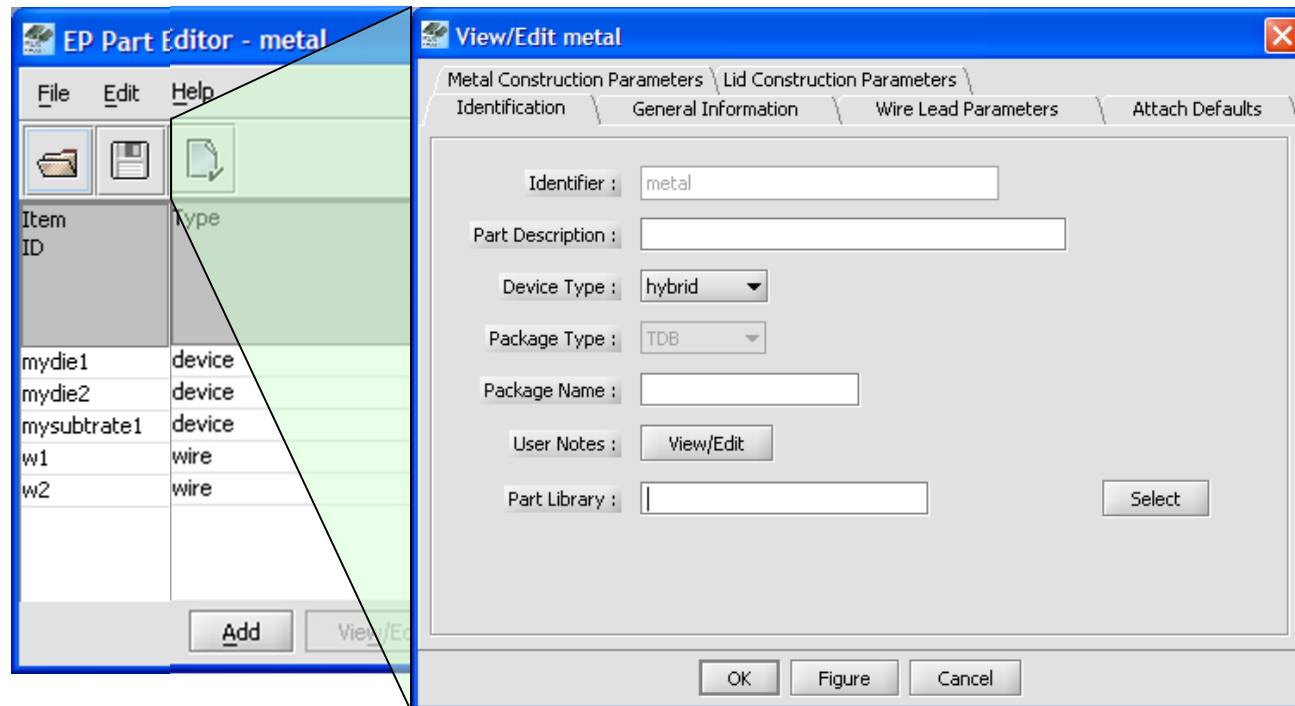 EP Part Editor - metal
File Edit Help
Item
ID
Type
mydie1 device
mydie2 device
mysubtrate1 device
w1 wire
w2 wire
Add
View/Edit metal
Metal Construction Parameters Lid Construction Parameters
Identification General Information Wire Lead Parameters Attach Defaults
Identifier : metal
Part Description :
Device Type : hybrid
Package Type : TDB
Package Name :
User Notes : View/Edit
Part Library : Select
OK Figure Cancel